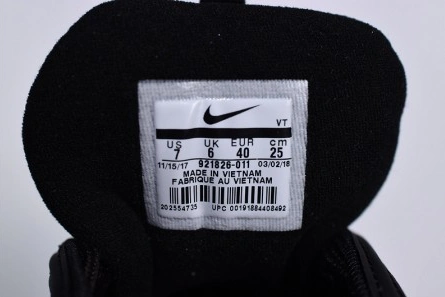 VT
US UK EUR cm
7 6 40 25
11/15/17 921826-011 03/02/18
MADE IN VIETNAM
FABRIQUE AU VIETNAM
202554735 UPC 00191884408492